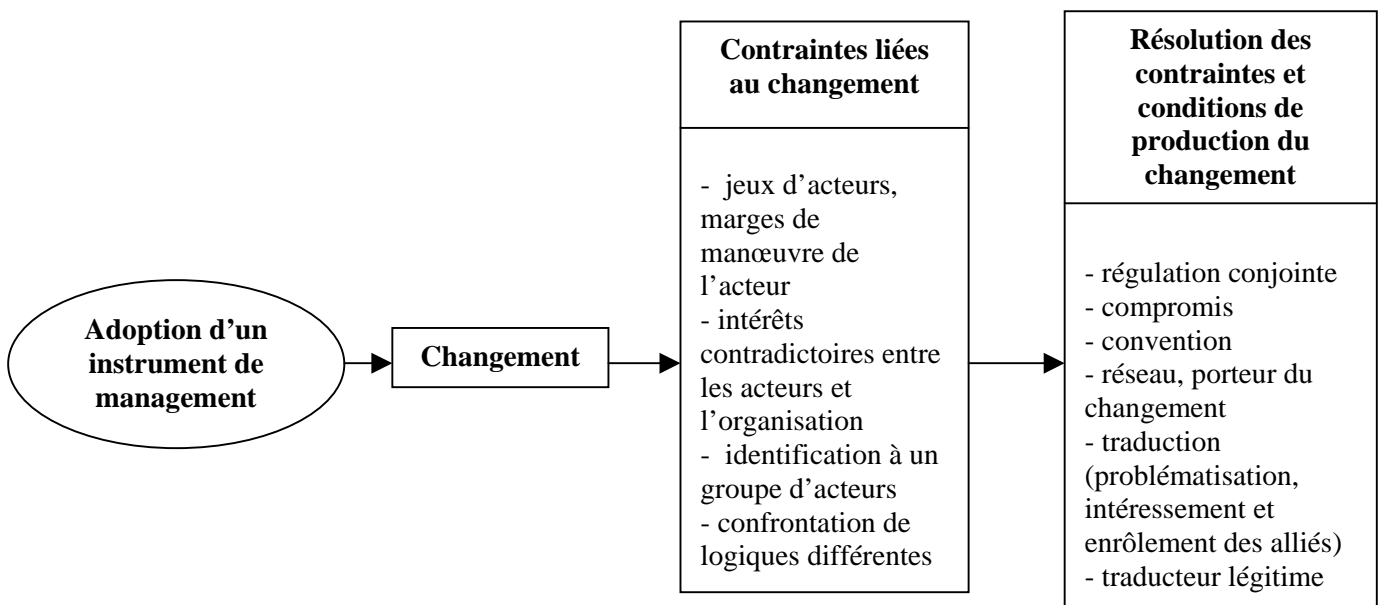 Adoption d’un
instrument de
management
Changement
Contraintes liées
au changement
- jeux d’acteurs,
marges de
manœuvre de
l’acteur
- intérêts
contradictoires entre
les acteurs et
l’organisation
- identification à un
groupe d’acteurs
- confrontation de
logiques différentes
Résolution des
contraintes et
conditions de
production du
changement
- régulation conjointe
- compromis
- convention
- réseau, porteur du
changement
- traduction
(problématisation,
intéressement et
enrôlement des alliés)
- traducteur légitime